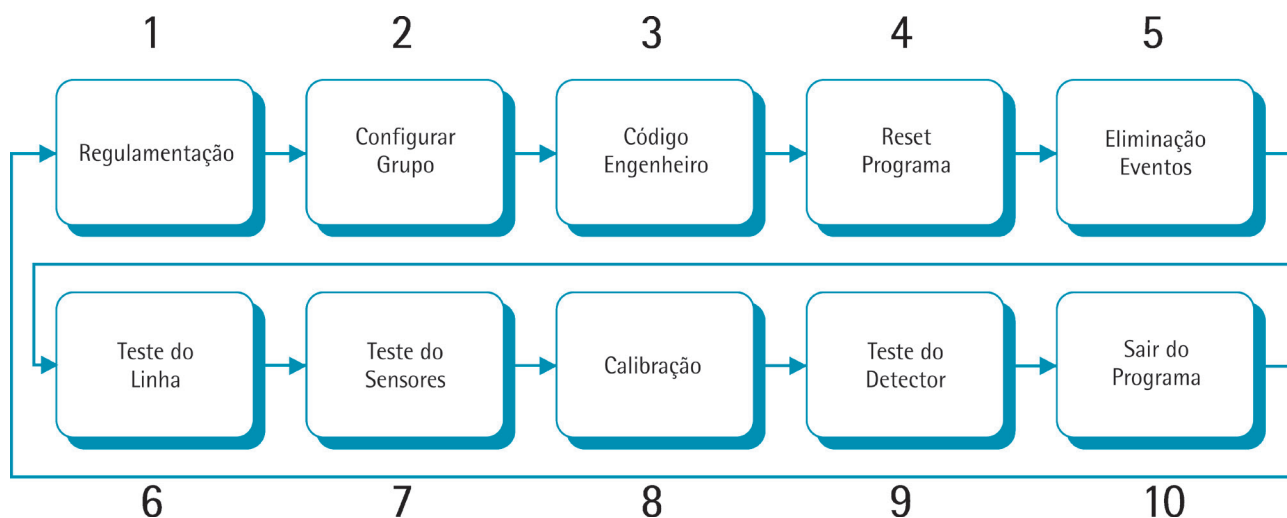 1 2 3 4 5
Regulamentação
Configurar
Grupo
Código
Engenheiro
Reset
Programa
Eliminação
Eventos
Teste do
Linha
Teste do
Sensores
Calibração
Teste do
Detector
Sair do
Programa
6 7 8 9 10